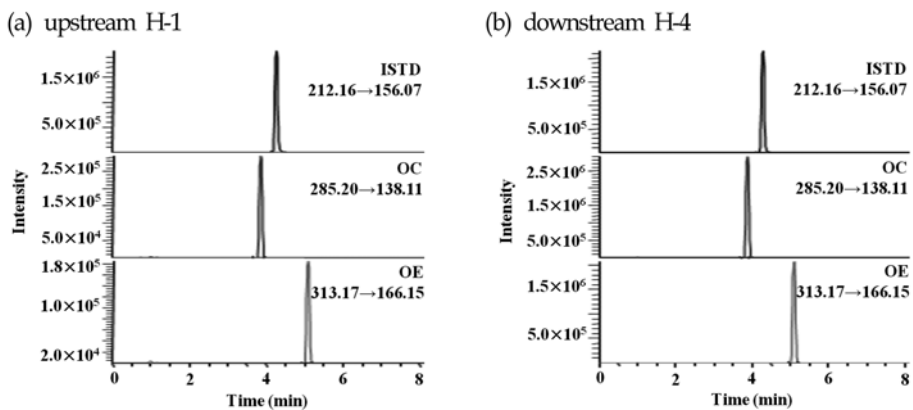 (a) upstream H-1
ISTD
212.16→156.07
1.5×10⁶
5.0×10⁵
OC
285.20→138.11
2.5×10⁵
1.5×10⁵
5.0×10⁴
OE
313.17→166.15
1.8×10⁵
1.0×10⁵
2.0×10⁴
Intensity
0 2 4 6 8
Time (min)
(b) downstream H-4
ISTD
212.16→156.07
1.5×10⁶
5.0×10⁵
OC
285.20→138.11
2.5×10⁶
1.5×10⁶
5.0×10⁵
OE
313.17→166.15
1.5×10⁶
5.0×10⁵
Intensity
0 2 4 6 8
Time (min)